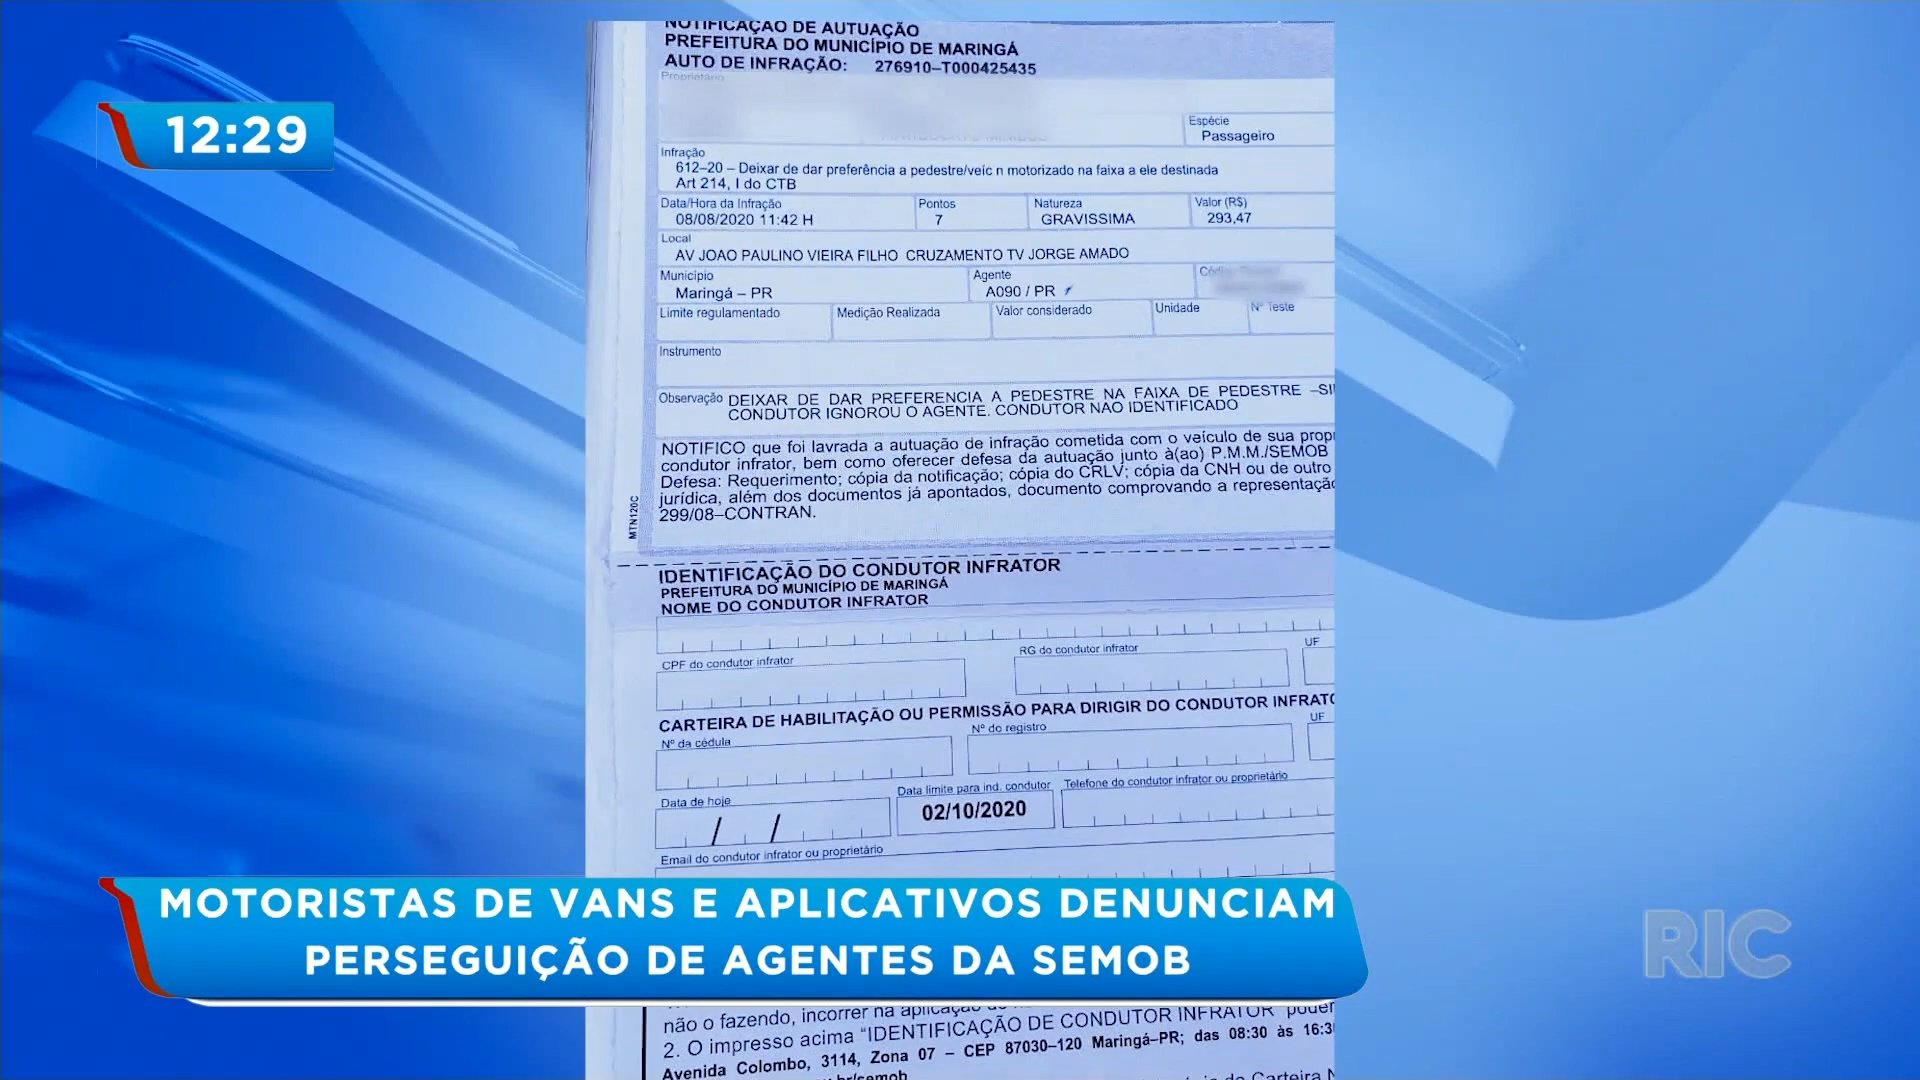 NOTIFICAÇÃO DE AUTUAÇÃO
PREFEITURA DO MUNICÍPIO DE MARINGÁ
AUTO DE INFRAÇÃO: 276910–T000425435
Proprietário
12:29
Espécie
Passageiro
Infração
612–20 – Deixar de dar preferência a pedestre/veíc n motorizado na faixa a ele destinada
Art 214, I do CTB
Data/Hora da Infração Pontos Natureza Valor (R$)
08/08/2020 11:42 H 7 GRAVISSIMA 293,47
Local
AV JOAO PAULINO VIEIRA FILHO CRUZAMENTO TV JORGE AMADO
Município Agente
Maringá – PR A090 / PR
Limite regulamentado Medição Realizada Valor considerado Unidade Nº Teste
Instrumento
Observação DEIXAR DE DAR PREFERENCIA A PEDESTRE NA FAIXA DE PEDESTRE
CONDUTOR IGNOROU O AGENTE. CONDUTOR NAO IDENTIFICADO
NOTIFICO que foi lavrada a autuação de infração cometida com o veículo de sua
condutor infrator, bem como oferecer defesa da autuação junto à(ao) P.M.M./SEMOB
Defesa: Requerimento; cópia da notificação; cópia do CRLV; cópia da CNH ou de outro
jurídica, além dos documentos já apontados, documento comprovando a representação
299/08–CONTRAN.
MTN120C
IDENTIFICAÇÃO DO CONDUTOR INFRATOR
PREFEITURA DO MUNICÍPIO DE MARINGÁ
NOME DO CONDUTOR INFRATOR
CPF do condutor infrator RG do condutor infrator UF
CARTEIRA DE HABILITAÇÃO OU PERMISSÃO PARA DIRIGIR DO CONDUTOR
Nº da cédula Nº do registro UF
Data de hoje Data limite para ind. condutor Telefone do condutor infrator ou proprietário
/ / 02/10/2020
Email do condutor infrator ou proprietário
MOTORISTAS DE VANS E APLICATIVOS DENUNCIAM
PERSEGUIÇÃO DE AGENTES DA SEMOB
RIC
não o fazendo, incorrer na aplicação
2. O impresso acima "IDENTIFICAÇÃO DE CONDUTOR INFRATOR"
Avenida Colombo, 3114, Zona 07 – CEP 87030–120 Maringá–PR; das 08:30 às